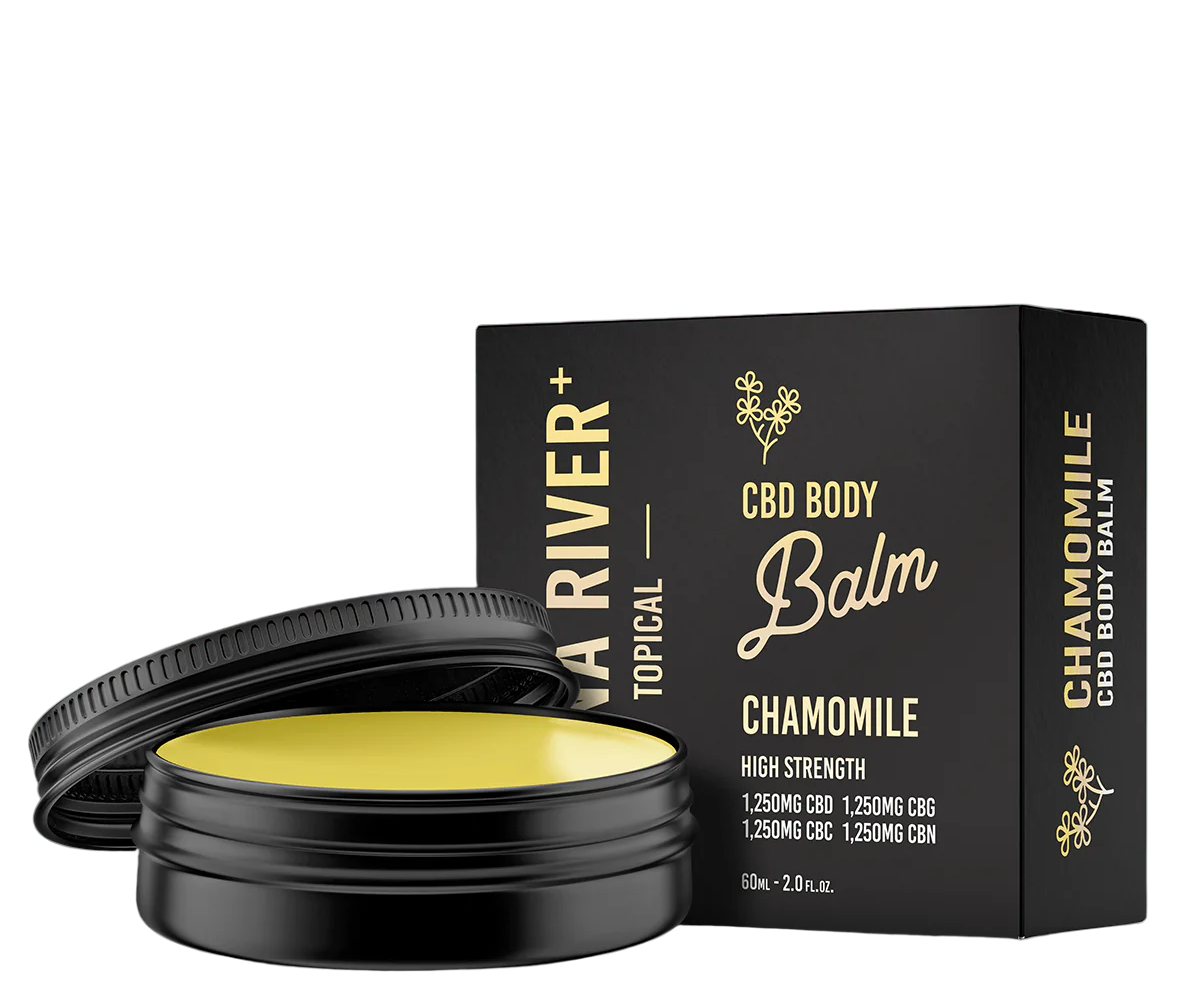 RIVER+
TOPICAL
CBD BODY
Balm
CHAMOMILE
HIGH STRENGTH
1,250MG CBD 1,250MG CBG
1,250MG CBC 1,250MG CBN
60ML - 2.0 FL.OZ.
CHAMOMILE
CBD BODY BALM